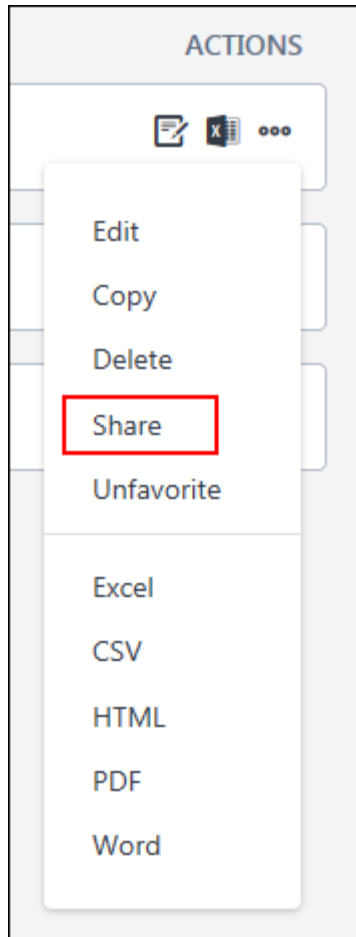 ACTIONS
Edit
Copy
Delete
Share
Unfavorite
Excel
CSV
HTML
PDF
Word